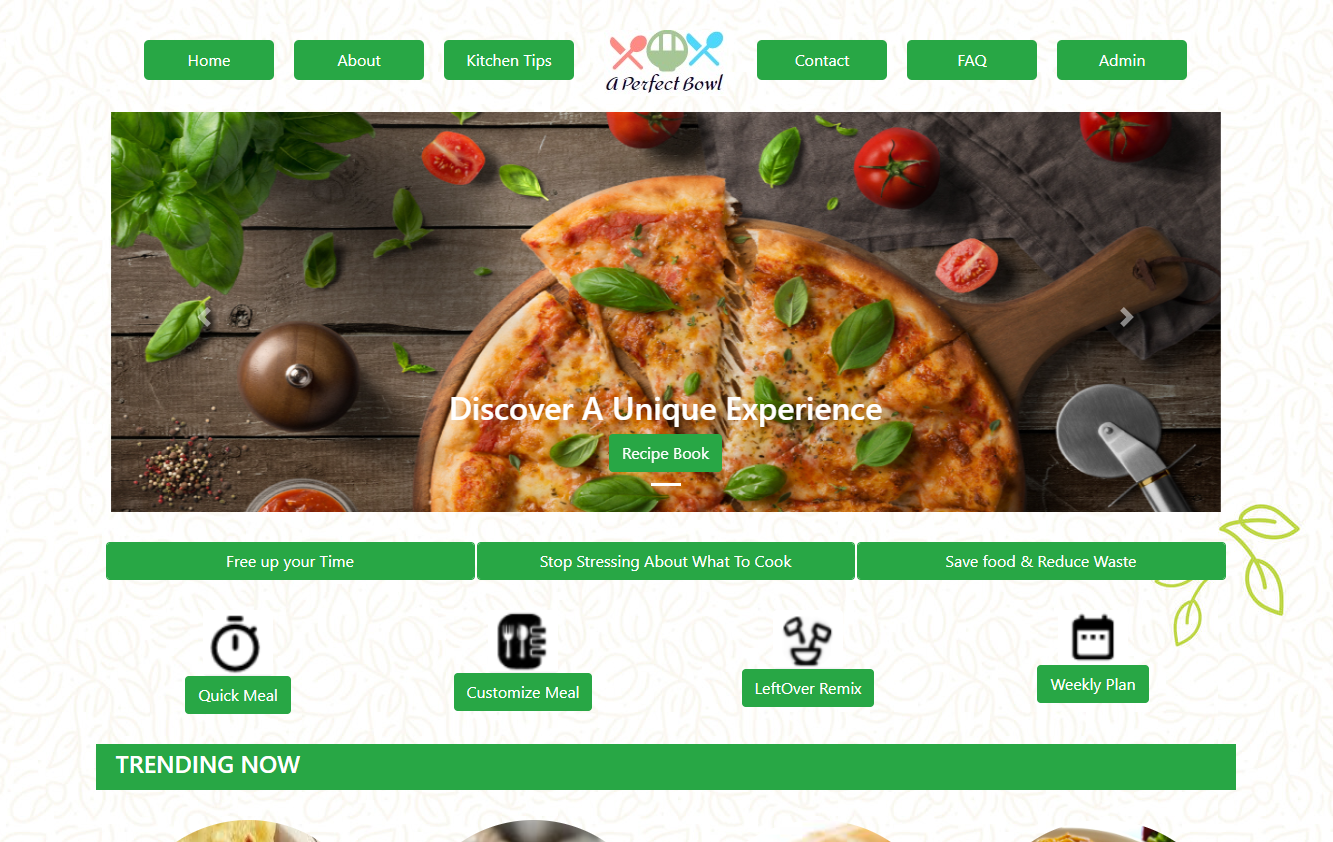 Home
About
Kitchen Tips
A Perfect Bowl
Contact
FAQ
Admin
Discover A Unique Experience
Recipe Book
Free up your Time
Stop Stressing About What To Cook
Save food & Reduce Waste
Quick Meal
Customize Meal
LeftOver Remix
Weekly Plan
TRENDING NOW